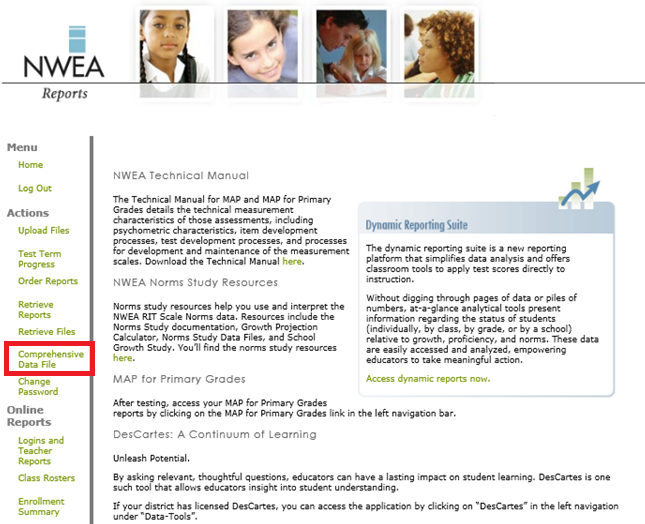 NWEA
Reports
Menu
Home
Log Out
Actions
Upload Files
Test Term
Progress
Order Reports
Retrieve
Reports
Retrieve Files
Comprehensive
Data File
Change
Password
Online
Reports
Logins and
Teacher
Reports
Class Rosters
Enrollment
Summary
NWEA Technical Manual
The Technical Manual for MAP and MAP for Primary
Grades details the technical measurement
characteristics of those assessments, including
psychometric characteristics, item development
processes, test development processes, and processes
for development and maintenance of the measurement
scales. Download the Technical Manual here.
NWEA Norms Study Resources
Norms study resources help you use and interpret the
NWEA RIT Scale Norms data. Resources include the
Norms Study documentation, Growth Projection
Calculator, Norms Study Data Files, and School
Growth Study. You'll find the norms study resources
here.
MAP for Primary Grades
After testing, access your MAP for Primary Grades
reports by clicking on the MAP for Primary Grades link in the left navigation bar.
DesCartes: A Continuum of Learning
Unleash Potential.
By asking relevant, thoughtful questions, educators can have a lasting impact on student learning. DesCartes is one
such tool that allows educators insight into student understanding.
If your district has licensed DesCartes, you can access the application by clicking on "DesCartes" in the left navigation
under "Data-Tools".
Dynamic Reporting Suite
The dynamic reporting suite is a new reporting
platform that simplifies data analysis and offers
classroom tools to apply test scores directly to
instruction.
Without digging through pages of data or piles of
numbers, at-a-glance analytical tools present
information regarding the status of students
(individually, by class, by grade, or by a school)
relative to growth, proficiency, and norms. These data
are easily accessed and analyzed, empowering
educators to take meaningful action.
Access dynamic reports now.